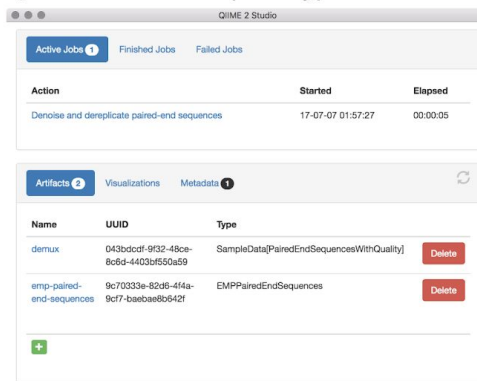 QIIME 2 Studio
Active Jobs 1 Finished Jobs Failed Jobs
Action Started Elapsed
Denoise and dereplicate paired-end sequences 17-07-07 01:57:27 00:00:05
Artifacts 2 Visualizations Metadata 1
Name UUID Type
demux 043bdcdf-9f32-48ce- SampleData[PairedEndSequencesWithQuality] Delete
8c6d-4403bf550a59
emp-paired- 9c70333e-82d6-4f4a- EMPPairedEndSequences Delete
end-sequences 9cf7-baebae8b642f